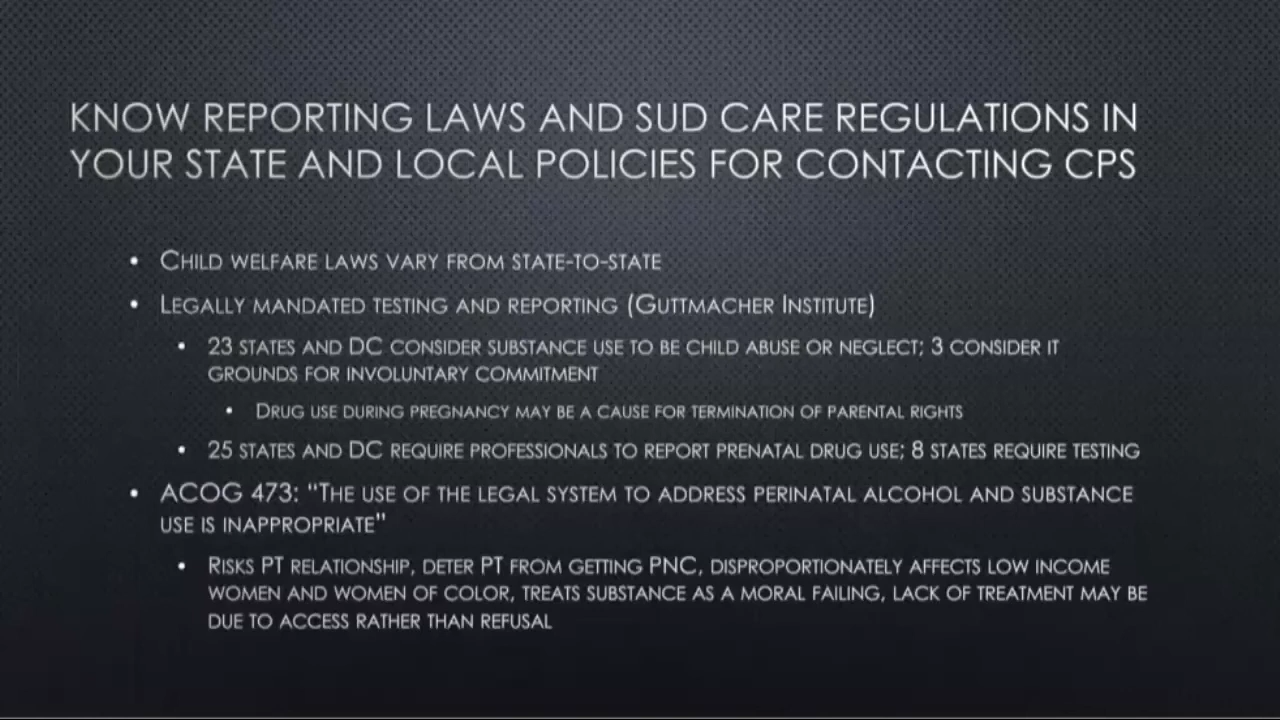 KNOW REPORTING LAWS AND SUD CARE REGULATIONS IN
YOUR STATE AND LOCAL POLICIES FOR CONTACTING CPS
• CHILD WELFARE LAWS VARY FROM STATE-TO-STATE
• LEGALLY MANDATED TESTING AND REPORTING (GUTTMACHER INSTITUTE)
• 23 STATES AND DC CONSIDER SUBSTANCE USE TO BE CHILD ABUSE OR NEGLECT; 3 CONSIDER IT
GROUNDS FOR INVOLUNTARY COMMITMENT
• DRUG USE DURING PREGNANCY MAY BE A CAUSE FOR TERMINATION OF PARENTAL RIGHTS
• 25 STATES AND DC REQUIRE PROFESSIONALS TO REPORT PRENATAL DRUG USE; 8 STATES REQUIRE TESTING
• ACOG 473: “THE USE OF THE LEGAL SYSTEM TO ADDRESS PERINATAL ALCOHOL AND SUBSTANCE
USE IS INAPPROPRIATE”
• RISKS PT RELATIONSHIP, DETER PT FROM GETTING PNC, DISPROPORTIONATELY AFFECTS LOW INCOME
WOMEN AND WOMEN OF COLOR, TREATS SUBSTANCE AS A MORAL FAILING, LACK OF TREATMENT MAY BE
DUE TO ACCESS RATHER THAN REFUSAL